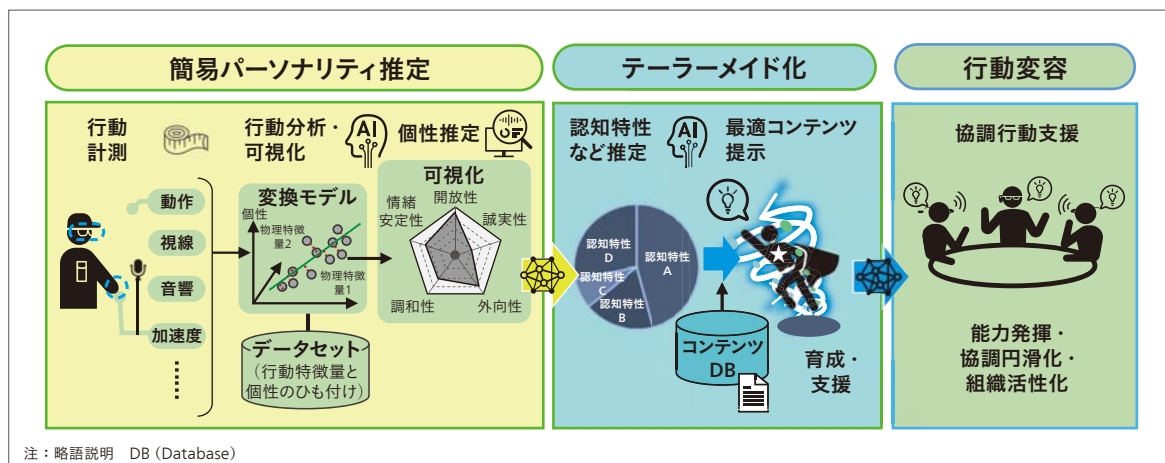 簡易パーソナリティ推定
テーラーメイド化
行動変容
行動
計測
行動分析・
可視化
AI
個性推定
動作
視線
音響
加速度
変換モデル
個性
物理特徴
量2
物理特徴
量1
データセット
（行動特徴量と
個性のひも付け）
可視化
開放性
情緒
安定性
誠実性
調和性
外向性
認知特性
など推定
AI
最適コンテンツ
提示
認知特性
D
認知特性
A
認知特性
C
認知特性
B
コンテンツ
DB
育成・
支援
協調行動支援
能力発揮・
協調円滑化・
組織活性化
注：略語説明　DB（Database）